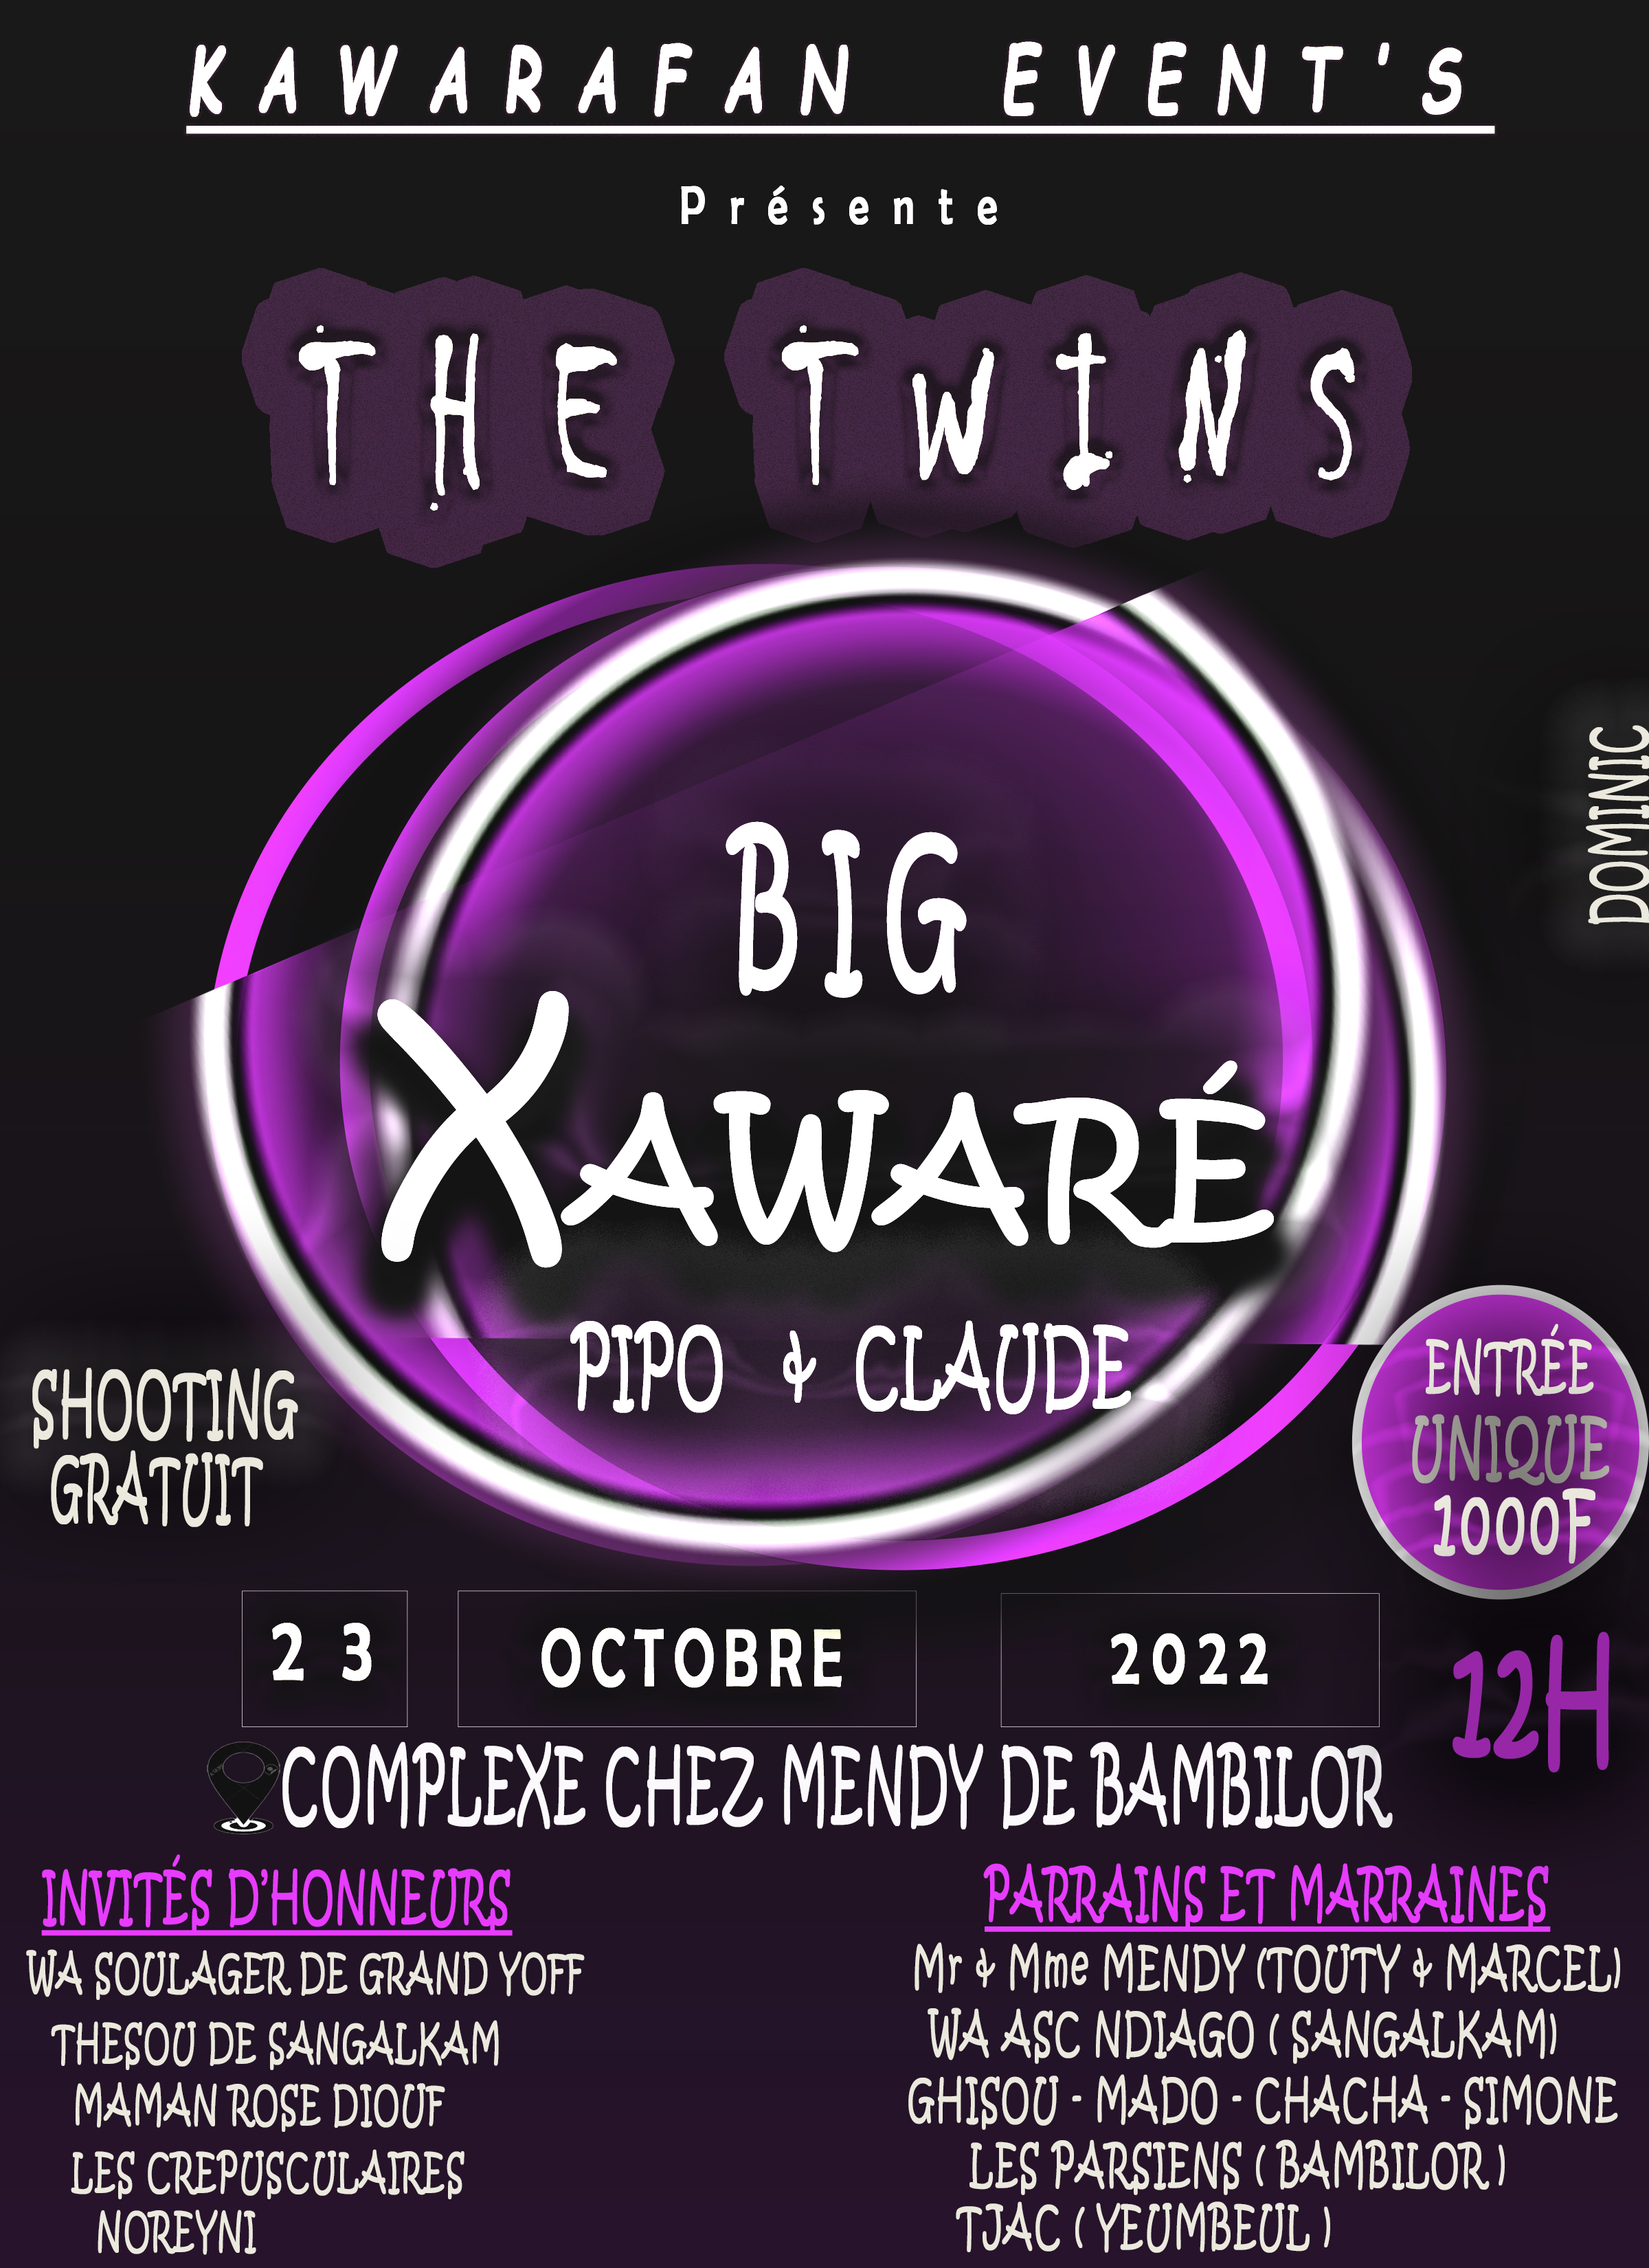 KAWARAFAN EVENT'S
Présente
THE TWINS
DOMINIC
BIG
XAWARÉ
PIPO & CLAUDE
SHOOTING
GRATUIT
ENTRÉE
UNIQUE
1000F
23 OCTOBRE 2022
12H
COMPLEXE CHEZ MENDY DE BAMBILOR
INVITÉS D'HONNEURS
WA SOULAGER DE GRAND YOFF
THESOU DE SANGALKAM
MAMAN ROSE DIOUF
LES CREPUSCULAIRES
NOREYNI
PARRAINS ET MARRAINES
Mr & Mme MENDY (TOUTY & MARCEL)
WA ASC NDIAGO ( SANGALKAM)
GHISOU - MADO - CHACHA - SIMONE
LES PARSIENS ( BAMBILOR )
TJAC ( YEUMBEUL )